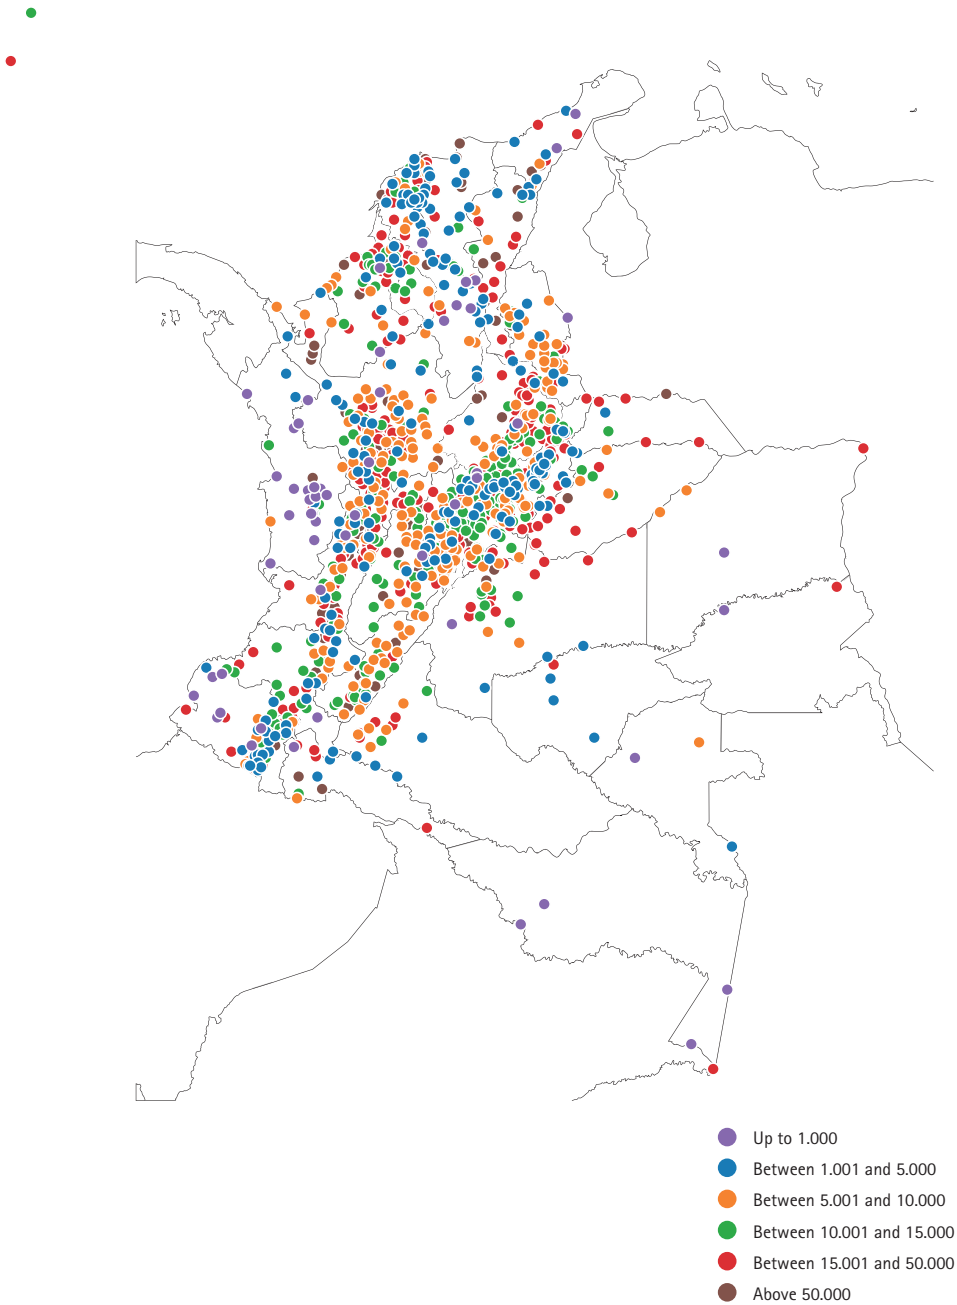 Up to 1.000
Between 1.001 and 5.000
Between 5.001 and 10.000
Between 10.001 and 15.000
Between 15.001 and 50.000
Above 50.000